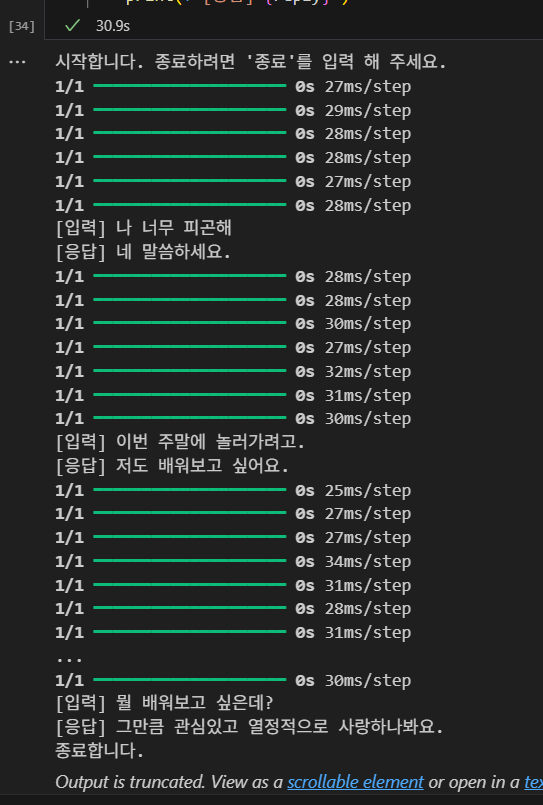 [34]
30.9s
...
시작합니다. 종료하려면 '종료'를 입력 해 주세요.
1/1 0s 27ms/step
1/1 0s 29ms/step
1/1 0s 28ms/step
1/1 0s 28ms/step
1/1 0s 27ms/step
1/1 0s 28ms/step
[입력] 나 너무 피곤해
[응답] 네 말씀하세요.
1/1 0s 28ms/step
1/1 0s 28ms/step
1/1 0s 30ms/step
1/1 0s 27ms/step
1/1 0s 32ms/step
1/1 0s 31ms/step
1/1 0s 30ms/step
[입력] 이번 주말에 놀러가려고.
[응답] 저도 배워보고 싶어요.
1/1 0s 25ms/step
1/1 0s 27ms/step
1/1 0s 27ms/step
1/1 0s 34ms/step
1/1 0s 31ms/step
1/1 0s 28ms/step
1/1 0s 31ms/step
...
1/1 0s 30ms/step
[입력] 뭘 배워보고 싶은데?
[응답] 그만큼 관심있고 열정적으로 사랑하나봐요.
종료합니다.
Output is truncated. View as a scrollable element or open in a